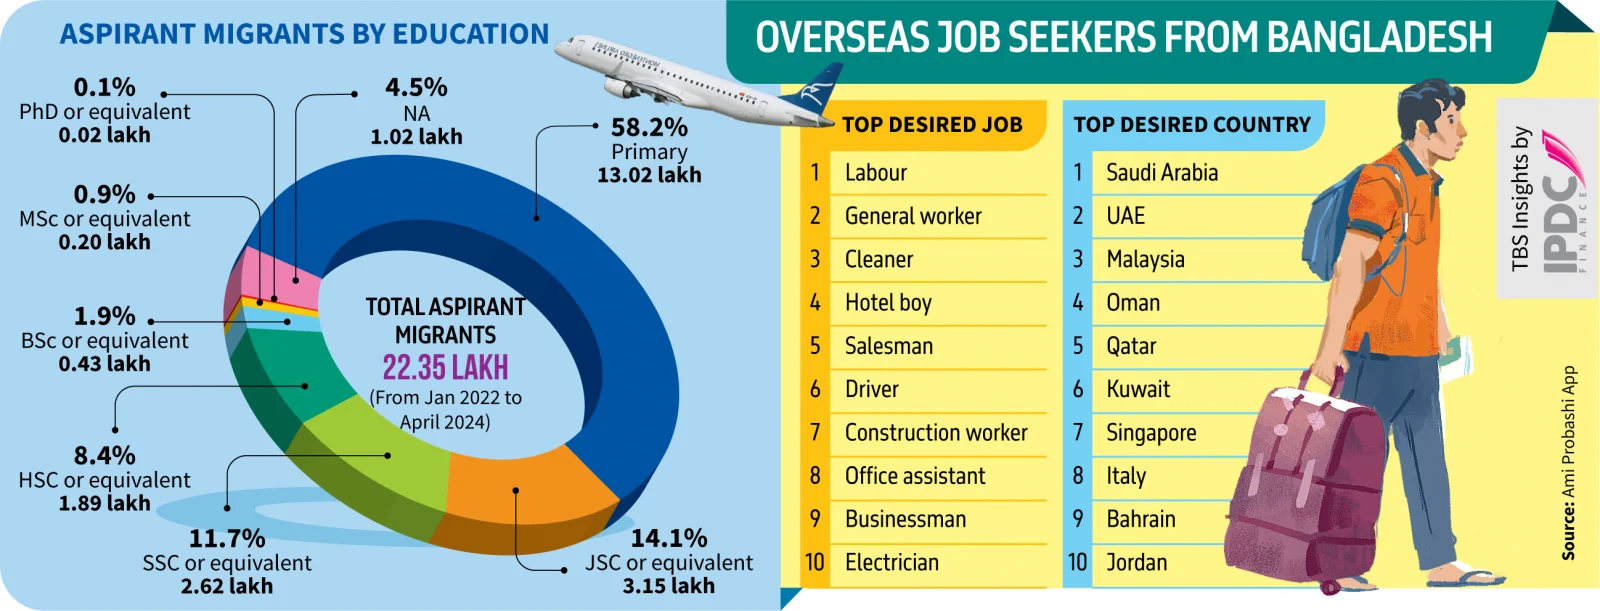 ASPIRANT MIGRANTS BY EDUCATION
0.1%
PhD or equivalent
0.02 lakh
4.5%
NA
1.02 lakh
58.2%
Primary
13.02 lakh
0.9%
MSc or equivalent
0.20 lakh
1.9%
BSc or equivalent
0.43 lakh
8.4%
HSC or equivalent
1.89 lakh
11.7%
SSC or equivalent
2.62 lakh
14.1%
JSC or equivalent
3.15 lakh
TOTAL ASPIRANT
MIGRANTS
22.35 LAKH
(From Jan 2022 to
April 2024)
OVERSEAS JOB SEEKERS FROM BANGLADESH
TOP DESIRED JOB
1 Labour
2 General worker
3 Cleaner
4 Hotel boy
5 Salesman
6 Driver
7 Construction worker
8 Office assistant
9 Businessman
10 Electrician
TOP DESIRED COUNTRY
1 Saudi Arabia
2 UAE
3 Malaysia
4 Oman
5 Qatar
6 Kuwait
7 Singapore
8 Italy
9 Bahrain
10 Jordan
TBS Insights by
IPDC
FINANCE
Source: Ami Probashi App